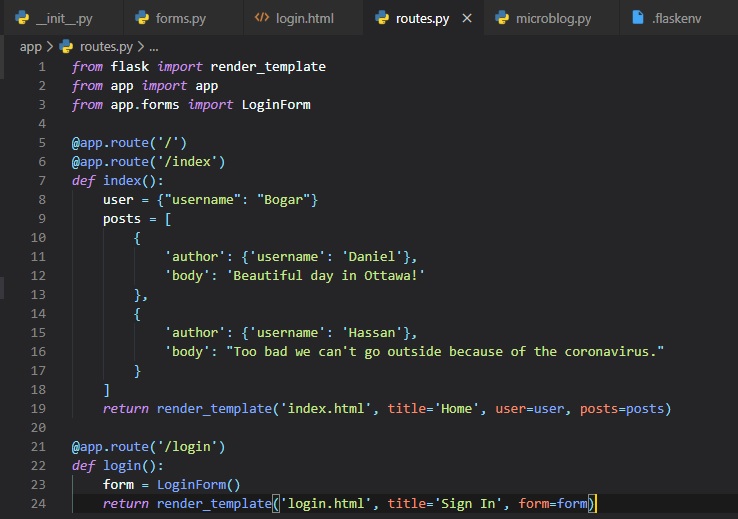 __init__.py forms.py login.html routes.py microblog.py .flaskenv
app > routes.py > ...
1 from flask import render_template
2 from app import app
3 from app.forms import LoginForm
4
5 @app.route('/')
6 @app.route('/index')
7 def index():
8     user = {"username": "Bogar"}
9     posts = [
10         {
11             'author': {'username': 'Daniel'},
12             'body': 'Beautiful day in Ottawa!'
13         },
14         {
15             'author': {'username': 'Hassan'},
16             'body': "Too bad we can't go outside because of the coronavirus."
17         }
18     ]
19     return render_template('index.html', title='Home', user=user, posts=posts)
20
21 @app.route('/login')
22 def login():
23     form = LoginForm()
24     return render_template('login.html', title='Sign In', form=form)